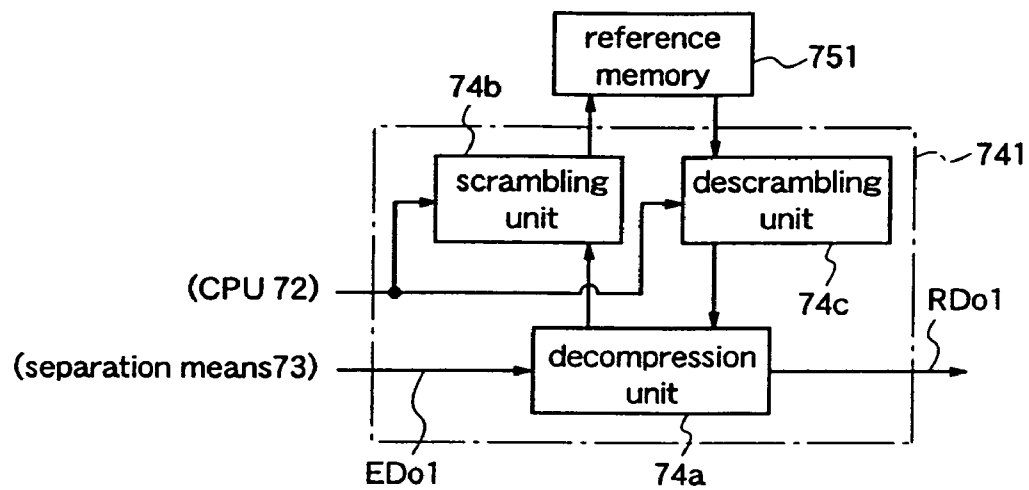 reference
memory
751
74b
741
scrambling
unit
descrambling
unit
(CPU 72)
74c
RDo1
(separation means73)
decompression
unit
EDo1
74a